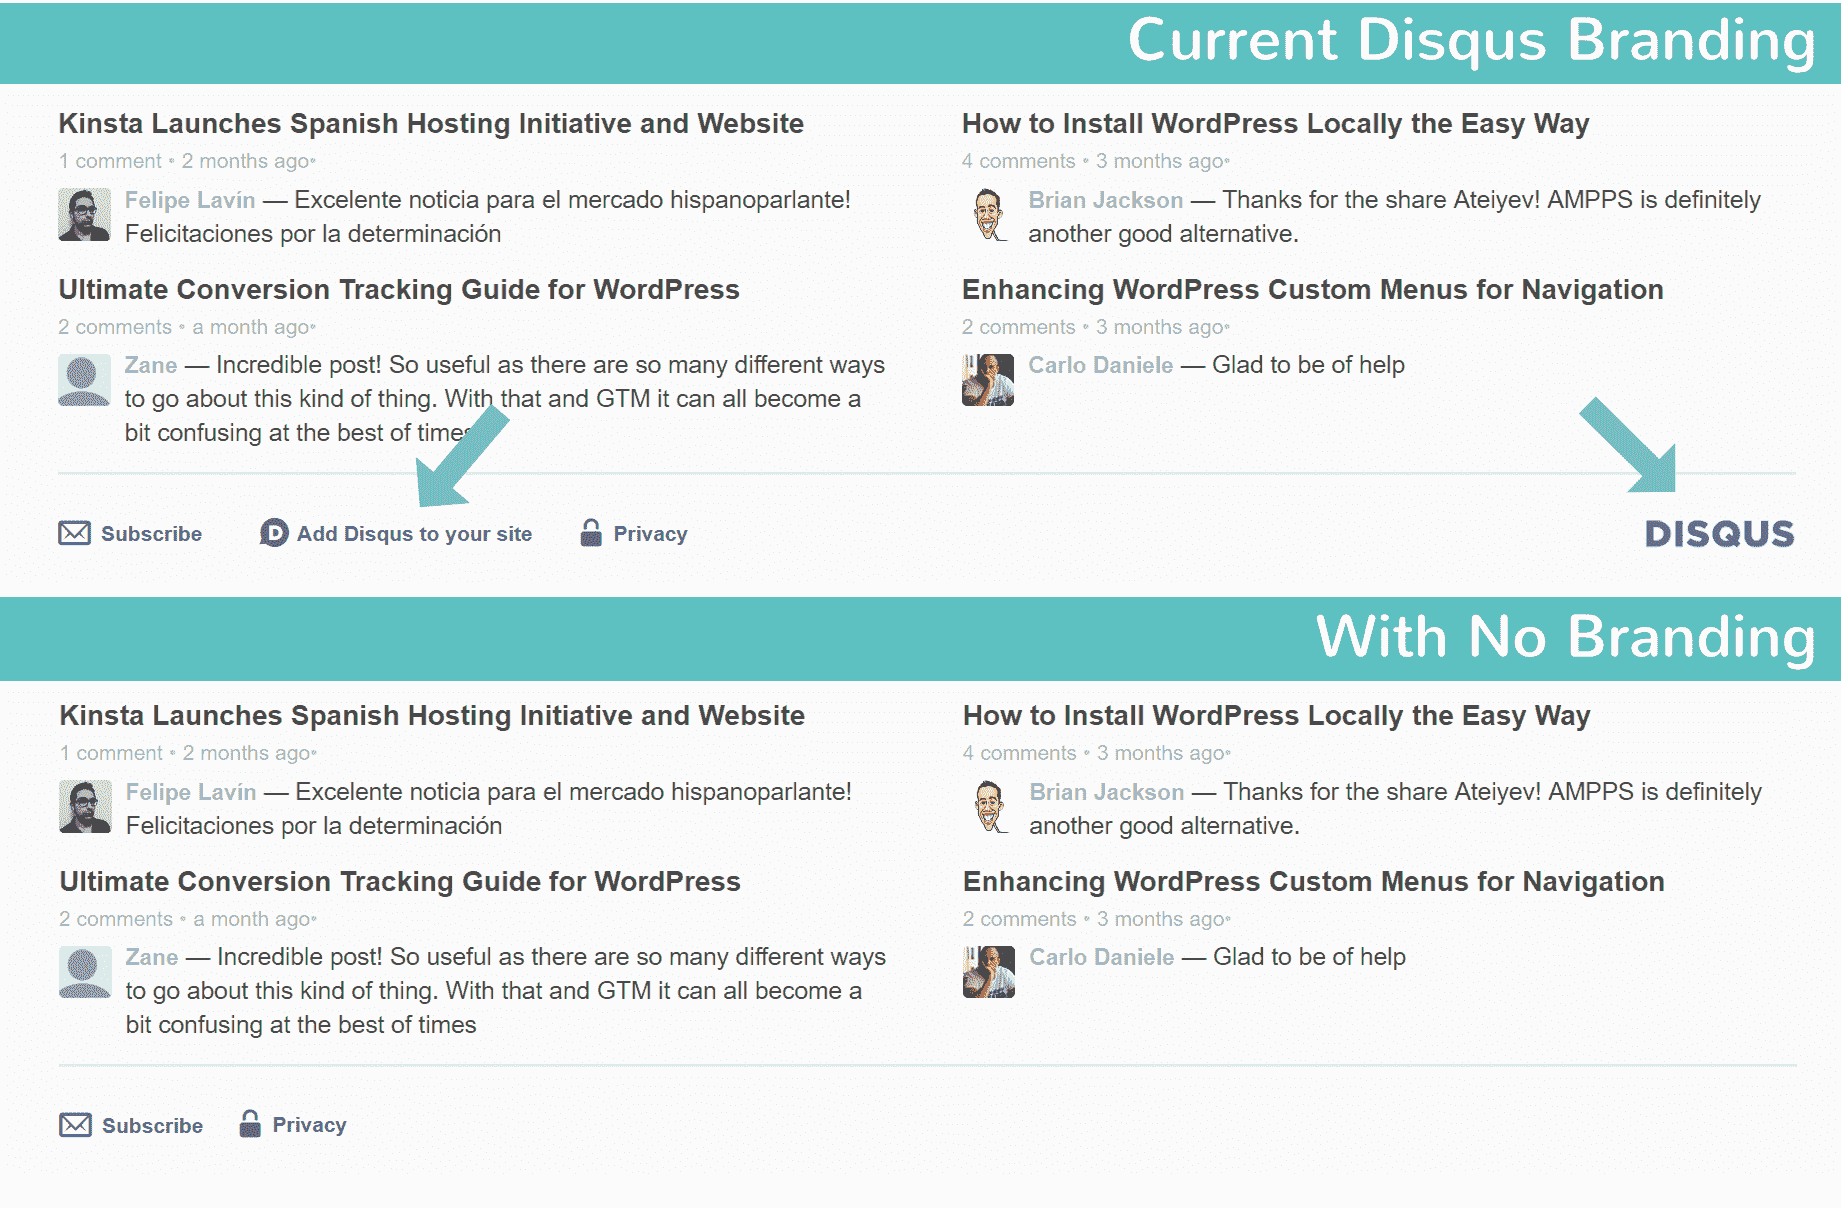 Current Disqus Branding
Kinsta Launches Spanish Hosting Initiative and Website
1 comment • 2 months ago•
Felipe Lavín — Excelente noticia para el mercado hispanoparlante!
Felicitaciones por la determinación
Ultimate Conversion Tracking Guide for WordPress
2 comments • a month ago•
Zane — Incredible post! So useful as there are so many different ways
to go about this kind of thing. With that and GTM it can all become a
bit confusing at the best of times
How to Install WordPress Locally the Easy Way
4 comments • 3 months ago•
Brian Jackson — Thanks for the share Ateiyev! AMPPS is definitely
another good alternative.
Enhancing WordPress Custom Menus for Navigation
2 comments • 3 months ago•
Carlo Daniele — Glad to be of help
Subscribe D Add Disqus to your site Privacy DISQUS
With No Branding
Kinsta Launches Spanish Hosting Initiative and Website
1 comment • 2 months ago•
Felipe Lavín — Excelente noticia para el mercado hispanoparlante!
Felicitaciones por la determinación
Ultimate Conversion Tracking Guide for WordPress
2 comments • a month ago•
Zane — Incredible post! So useful as there are so many different ways
to go about this kind of thing. With that and GTM it can all become a
bit confusing at the best of times
How to Install WordPress Locally the Easy Way
4 comments • 3 months ago•
Brian Jackson — Thanks for the share Ateiyev! AMPPS is definitely
another good alternative.
Enhancing WordPress Custom Menus for Navigation
2 comments • 3 months ago•
Carlo Daniele — Glad to be of help
Subscribe Privacy